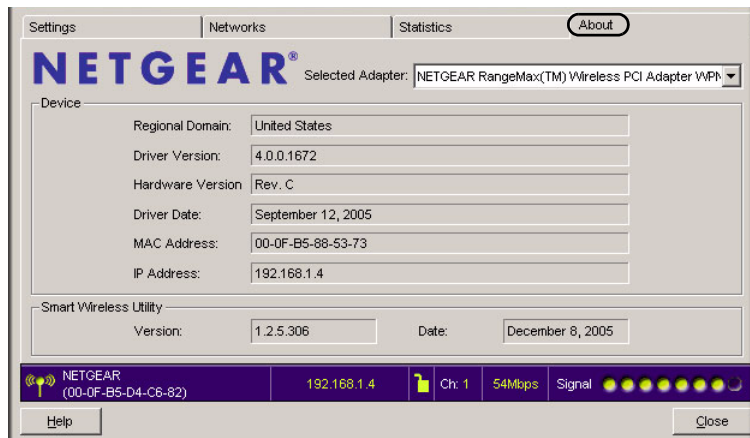 Settings Networks Statistics About
NETGEAR® Selected Adapter: NETGEAR RangeMax(TM) Wireless PCI Adapter WPN
Device
Regional Domain: United States
Driver Version: 4.0.0.1672
Hardware Version Rev. C
Driver Date: September 12, 2005
MAC Address: 00-0F-B5-88-53-73
IP Address: 192.168.1.4
Smart Wireless Utility
Version: 1.2.5.306 Date: December 8, 2005
NETGEAR
(00-0F-B5-D4-C6-82) 192.168.1.4 Ch: 1 54Mbps Signal
Help Close